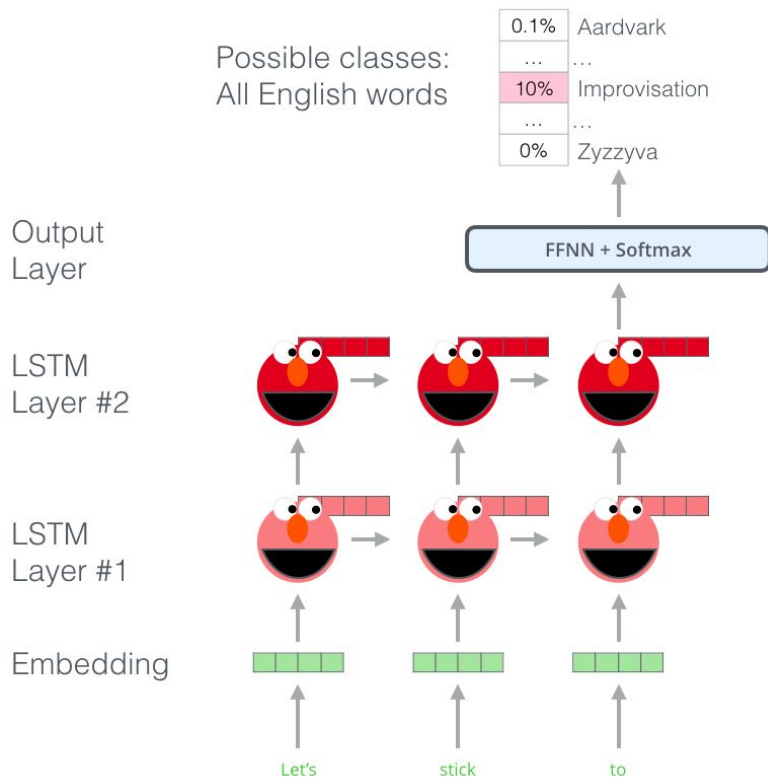 Possible classes:
All English words
0.1% Aardvark
... ...
10% Improvisation
... ...
0% Zyzzyva
Output
Layer
FFNN + Softmax
LSTM
Layer #2
LSTM
Layer #1
Embedding
Let's stick to